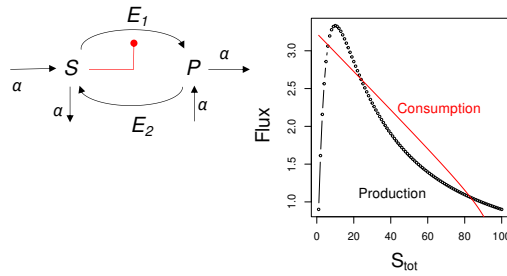 E1
α S P α
α α
E2
Flux
3.0
2.5
2.0
1.5
1.0
Consumption
Production
0 20 40 60 80 100
Stot